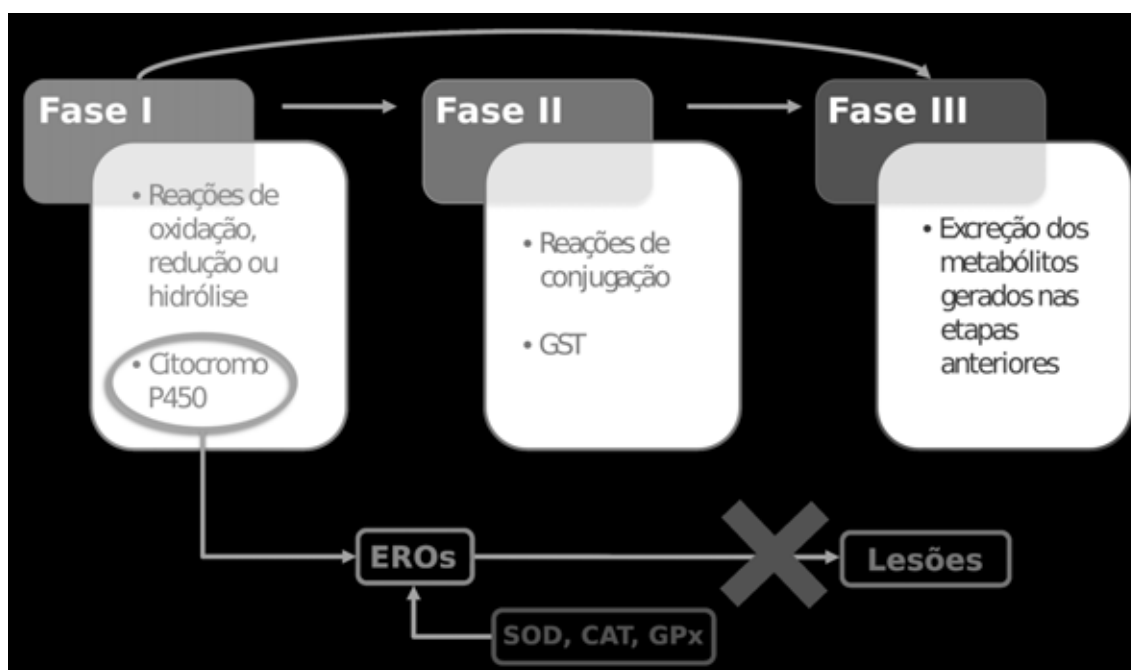 Fase I
• Reações de
oxidação,
redução ou
hidrólise
• Citocromo
P450
Fase II
• Reações de
conjugação
• GST
Fase III
• Excreção dos
metabólitos
gerados nas
etapas
anteriores
EROs
Lesões
SOD, CAT, GPx